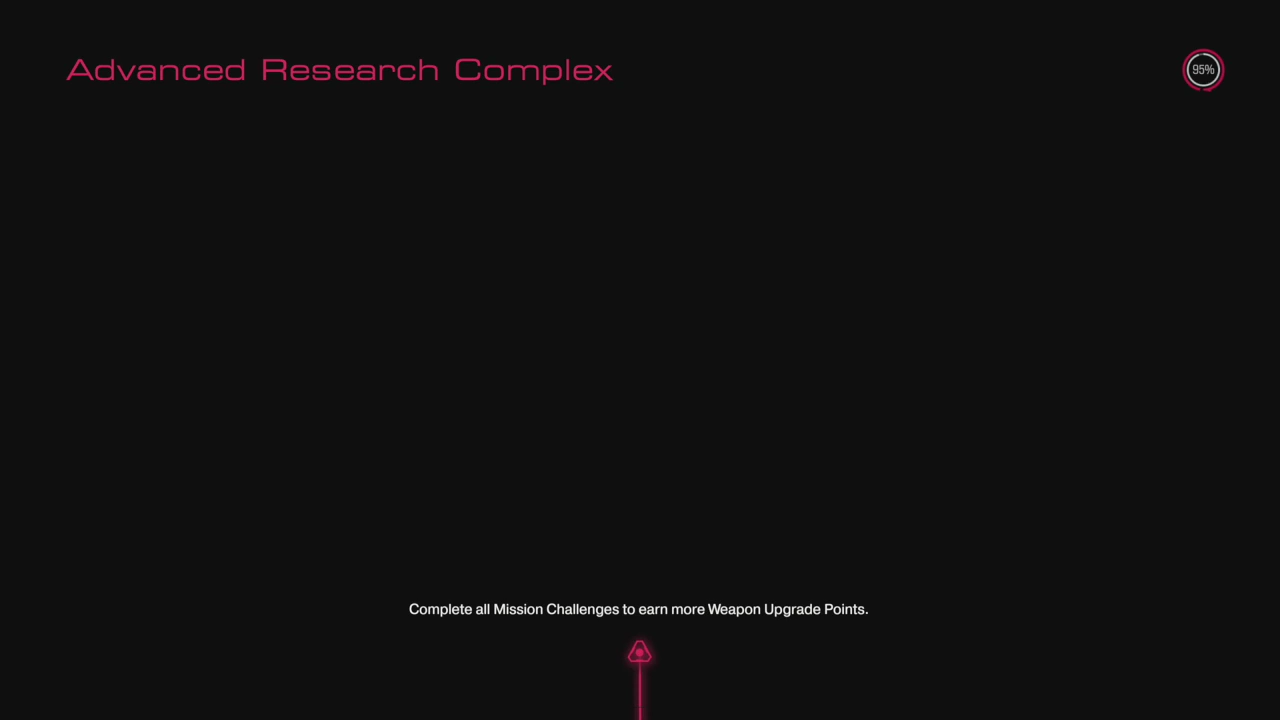 Advanced Research Complex
95%
Complete all Mission Challenges to earn more Weapon Upgrade Points.